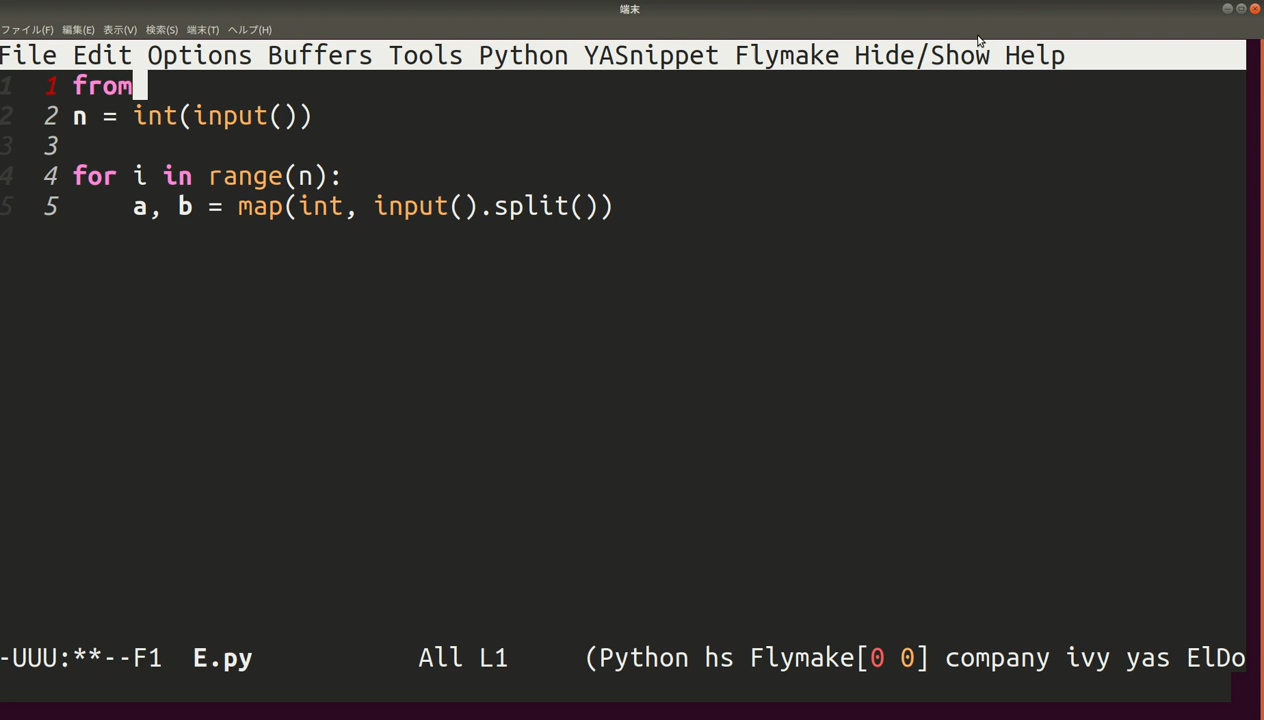 端末
ファイル(F) 編集(E) 表示(V) 検索(S) 端末(T) ヘルプ(H)
File Edit Options Buffers Tools Python YASnippet Flymake Hide/Show Help
1 1 from
2 2 n = int(input())
3 3
4 4 for i in range(n):
5 5 a, b = map(int, input().split())
-UUU:**--F1 E.py All L1 (Python hs Flymake[0 0] company ivy yas ElDo